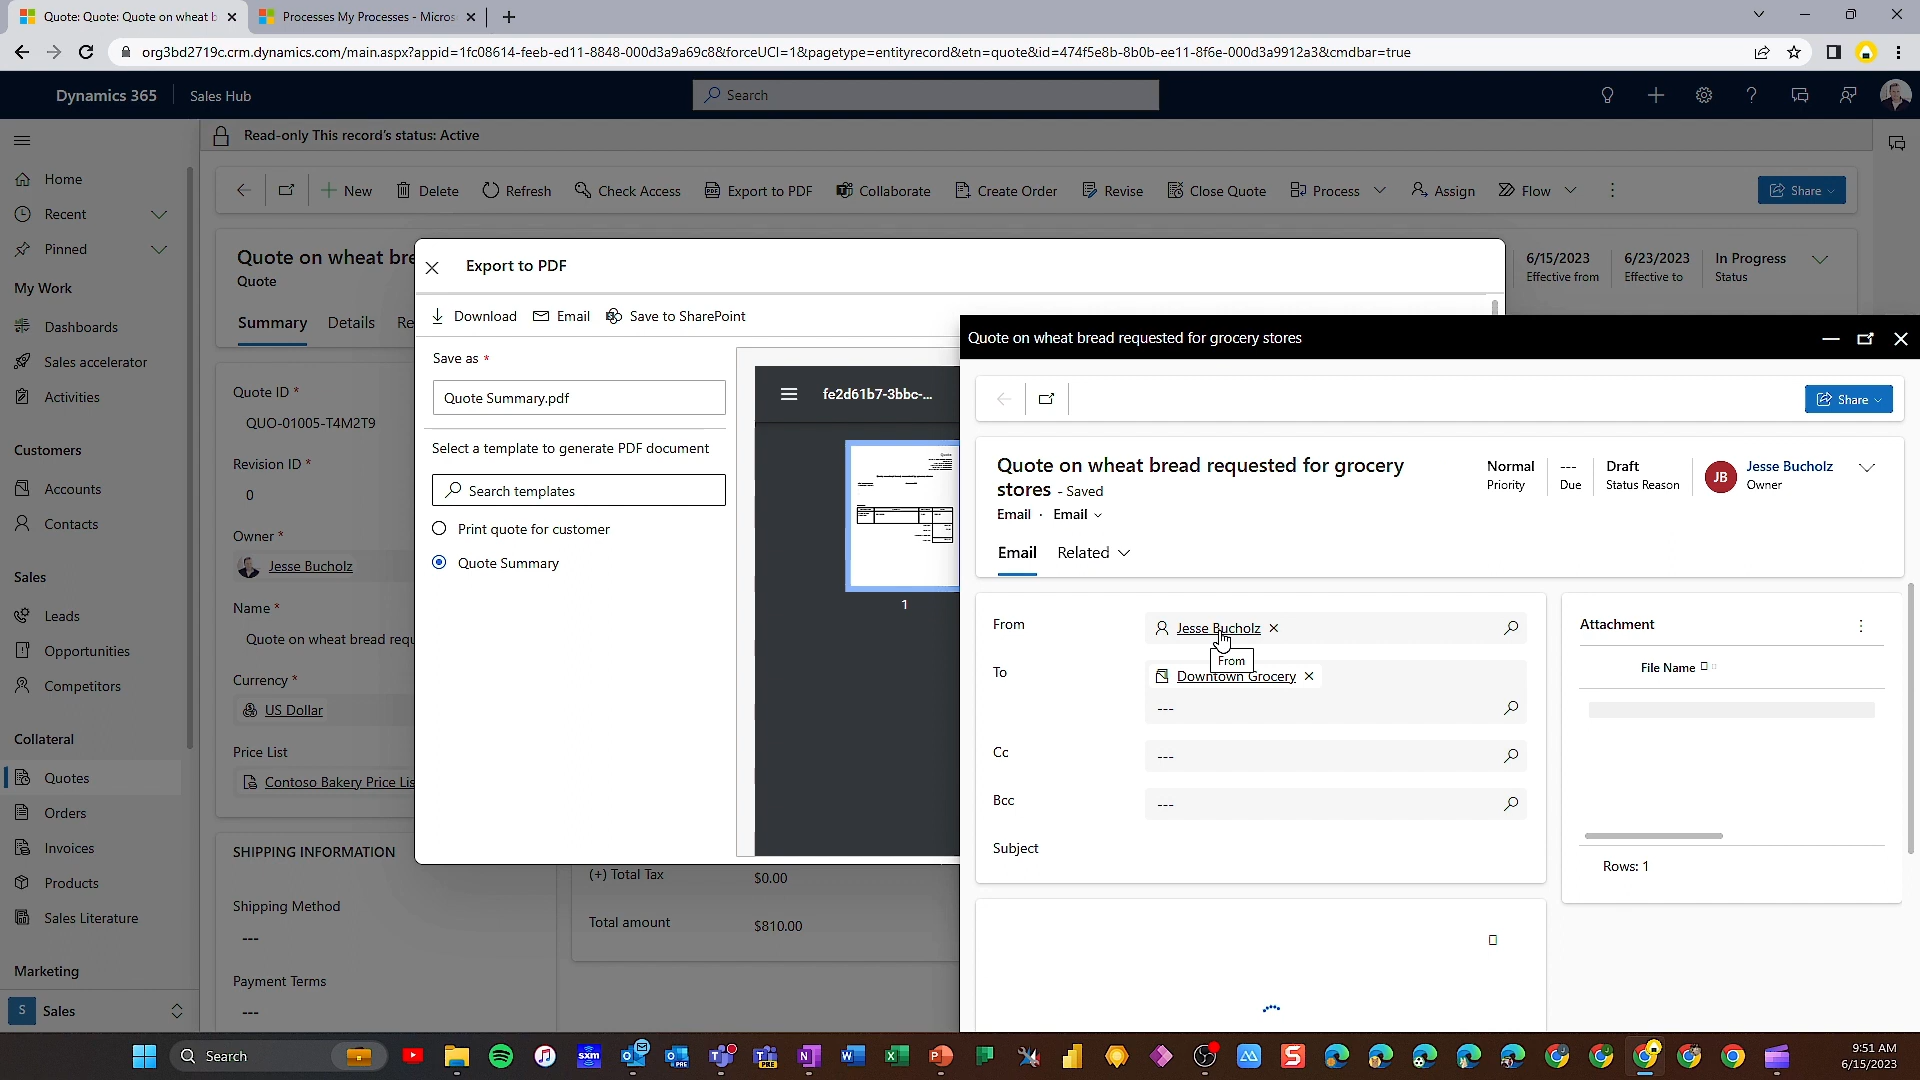 Quote: Quote: Quote on wheat b
Processes My Processes - Micros
org3bd2719c.crm.dynamics.com/main.aspx?appid=1fc08614-feeb-ed11-8848-000d3a9a69c8&forceUCI=1&pagetype=entityrecord&etn=quote&id=474f5e8b-8b0b-ee11-8f6e-000d3a9912a3&cmdbar=true
Dynamics 365
Sales Hub
Search
Read-only This record's status: Active
New
Delete
Refresh
Check Access
Export to PDF
Collaborate
Create Order
Revise
Close Quote
Process
Assign
Flow
Share
Home
Recent
Pinned
My Work
Dashboards
Sales accelerator
Activities
Customers
Accounts
Contacts
Sales
Leads
Opportunities
Competitors
Collateral
Quotes
Orders
Invoices
Products
Sales Literature
Marketing
S Sales
Quote on wheat bre
Quote
Summary
Details
Re
6/15/2023
Effective from
6/23/2023
Effective to
In Progress
Status
Quote ID *
QUO-01005-T4M2T9
Revision ID *
0
Owner *
Jesse Bucholz
Name *
Quote on wheat bread requ
Currency *
US Dollar
Price List
Contoso Bakery Price Lis
SHIPPING INFORMATION
Shipping Method
---
Payment Terms
---
(+) Total Tax
$0.00
Total amount
$810.00
Export to PDF
Download
Email
Save to SharePoint
Save as *
Quote Summary.pdf
Select a template to generate PDF document
Search templates
Print quote for customer
Quote Summary
fe2d61b7-3bbc-...
1
Quote on wheat bread requested for grocery stores
Share
Quote on wheat bread requested for grocery
stores - Saved
Email · Email
Normal
Priority
---
Due
Draft
Status Reason
JB
Jesse Bucholz
Owner
Email
Related
From
Jesse Bucholz
From
To
Downtown Grocery
---
Cc
---
Bcc
---
Subject
Attachment
File Name
Rows: 1
Search
9:51 AM
6/15/2023